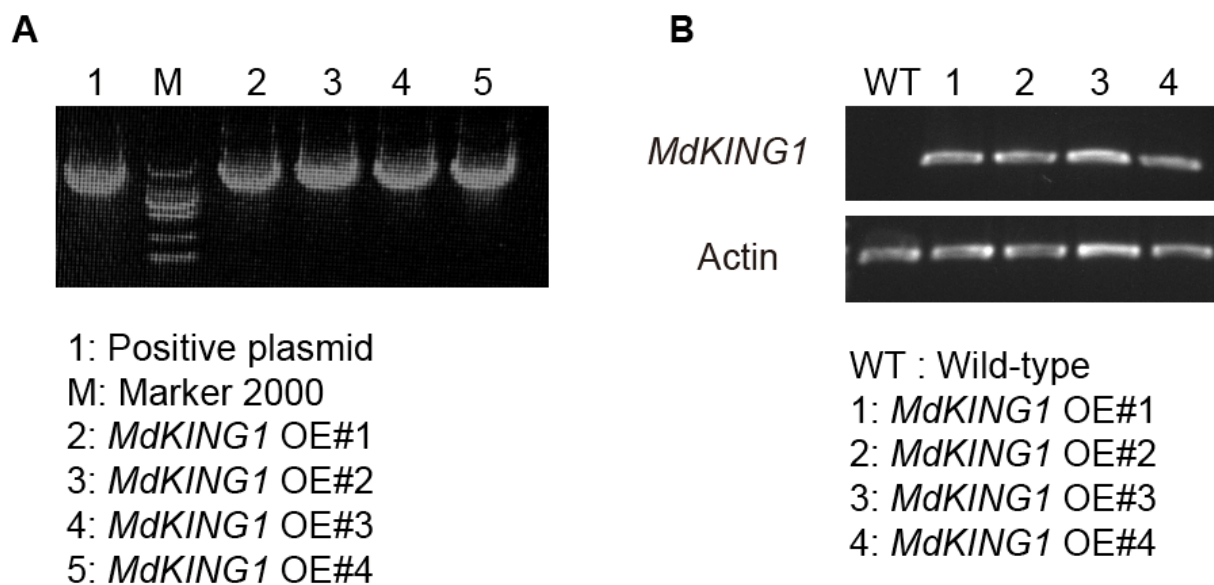 A
1 M 2 3 4 5
1: Positive plasmid
M: Marker 2000
2: MdKING1 OE#1
3: MdKING1 OE#2
4: MdKING1 OE#3
5: MdKING1 OE#4
B
WT 1 2 3 4
MdKING1
Actin
WT : Wild-type
1: MdKING1 OE#1
2: MdKING1 OE#2
3: MdKING1 OE#3
4: MdKING1 OE#4